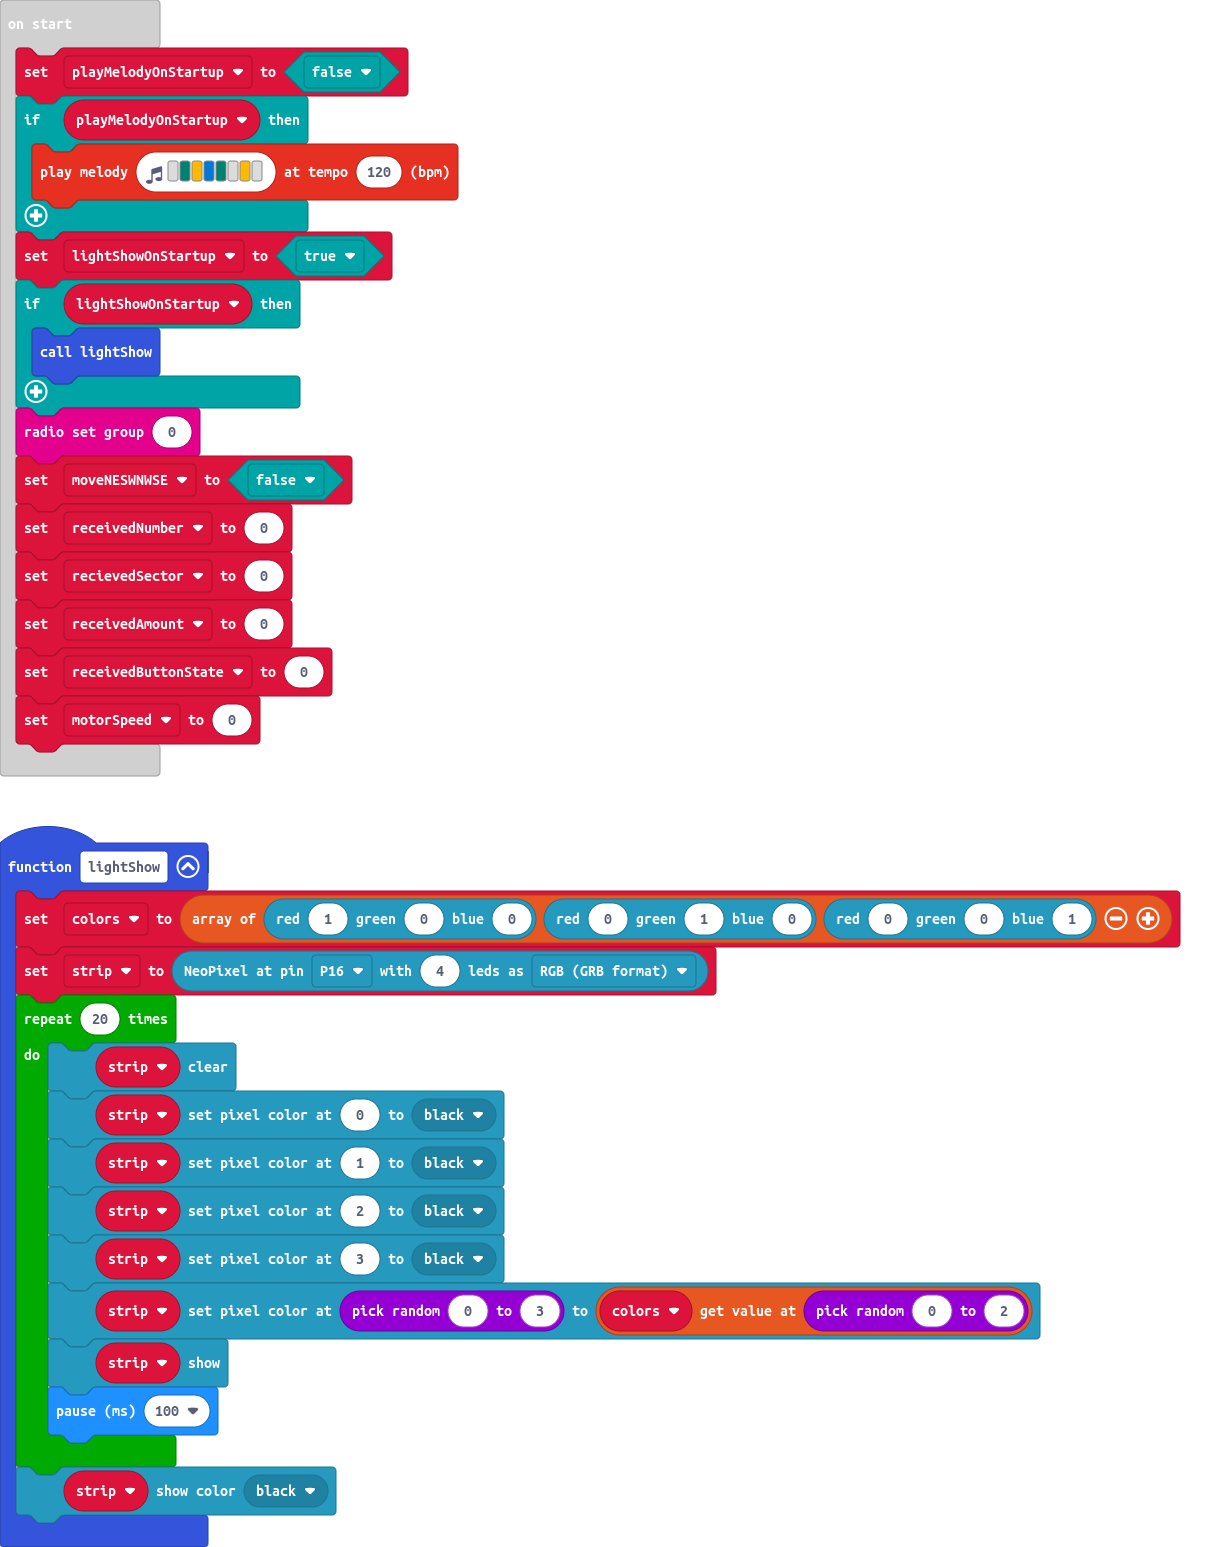 on start
set playMelodyOnStartup to false
if playMelodyOnStartup then
play melody at tempo 120 (bpm)
set lightShowOnStartup to true
if lightShowOnStartup then
call lightShow
radio set group 0
set moveNESWNWSE to false
set receivedNumber to 0
set recievedSector to 0
set receivedAmount to 0
set receivedButtonState to 0
set motorSpeed to 0
function lightShow
set colors to array of red 1 green 0 blue 0 red 0 green 1 blue 0 red 0 green 0 blue 1
set strip to NeoPixel at pin P16 with 4 leds as RGB (GRB format)
repeat 20 times
do
strip clear
strip set pixel color at 0 to black
strip set pixel color at 1 to black
strip set pixel color at 2 to black
strip set pixel color at 3 to black
strip set pixel color at pick random 0 to 3 to colors get value at pick random 0 to 2
strip show
pause (ms) 100
strip show color black